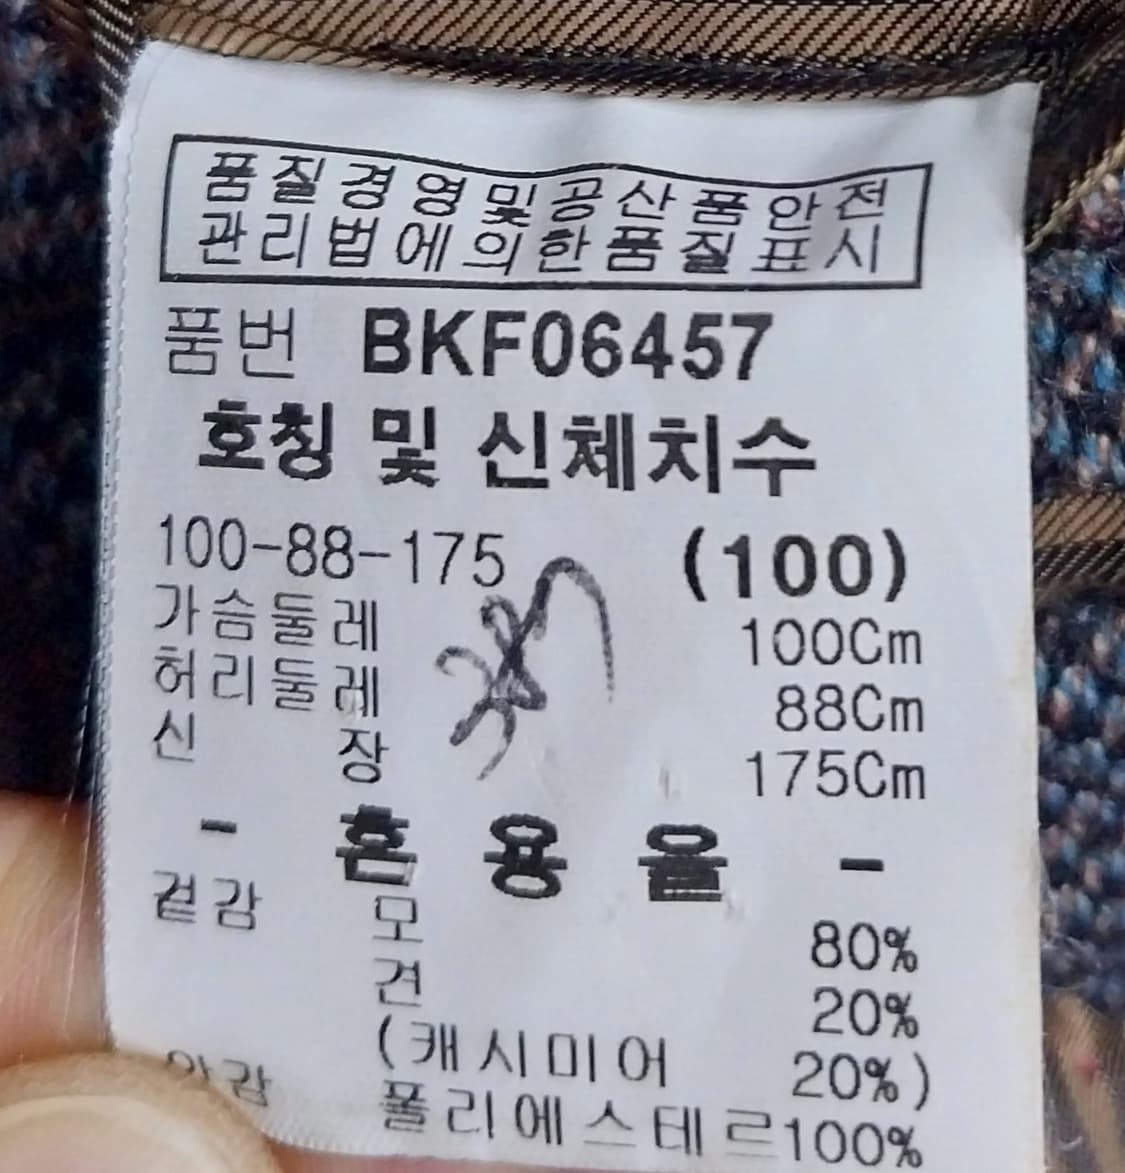 품질경영및공산품안전
관리법에의한품질표시
품번 BKF06457
호칭 및 신체치수
100-88-175 (100)
가슴둘레 100Cm
허리둘레 88Cm
신장 175Cm
- 혼용율 -
겉감 모 80%
견 20%
(캐시미어 20%)
안감 폴리에스테르100%